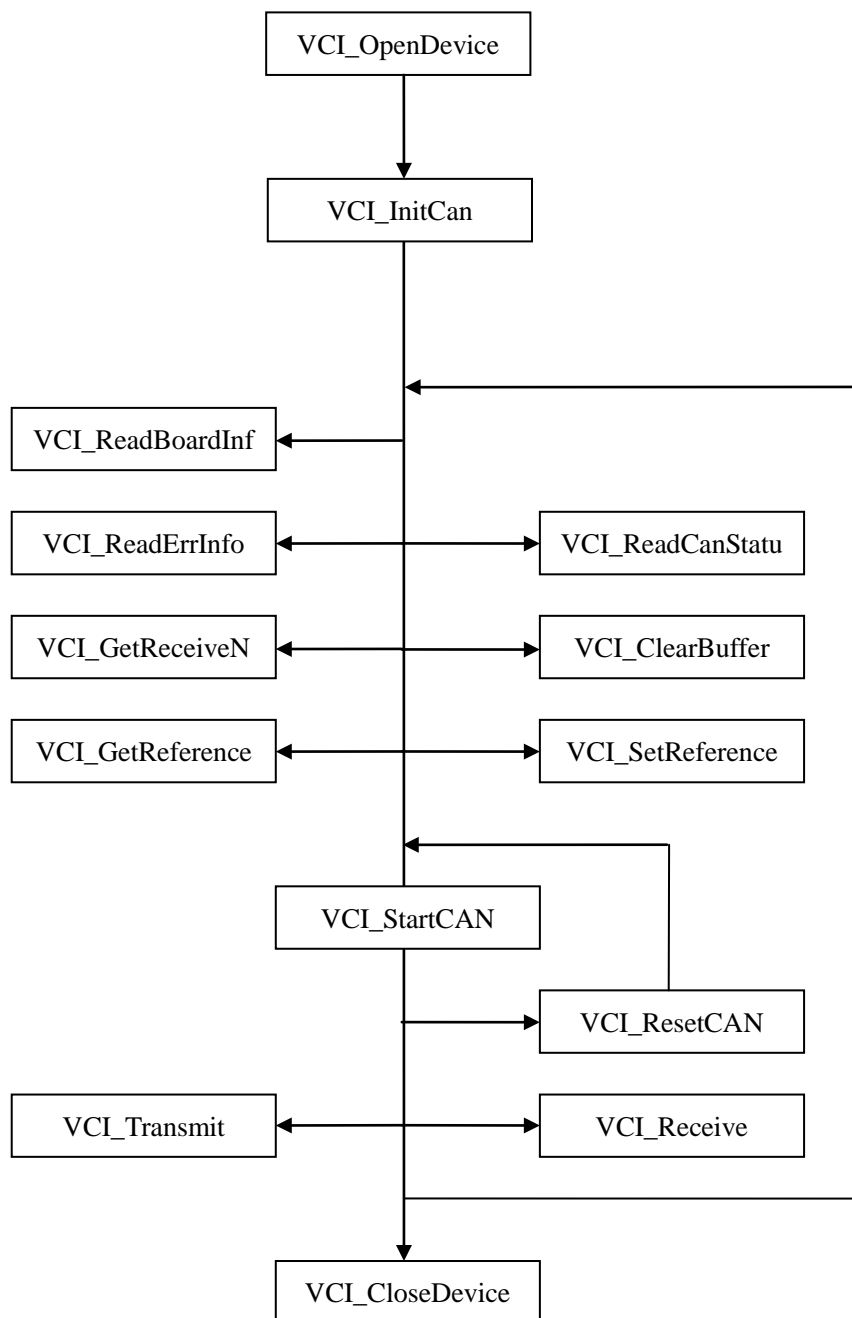 VCI_OpenDevice
VCI_InitCan
VCI_ReadBoardInf
VCI_ReadErrInfo
VCI_ReadCanStatu
VCI_GetReceiveN
VCI_ClearBuffer
VCI_GetReference
VCI_SetReference
VCI_StartCAN
VCI_ResetCAN
VCI_Transmit
VCI_Receive
VCI_CloseDevice